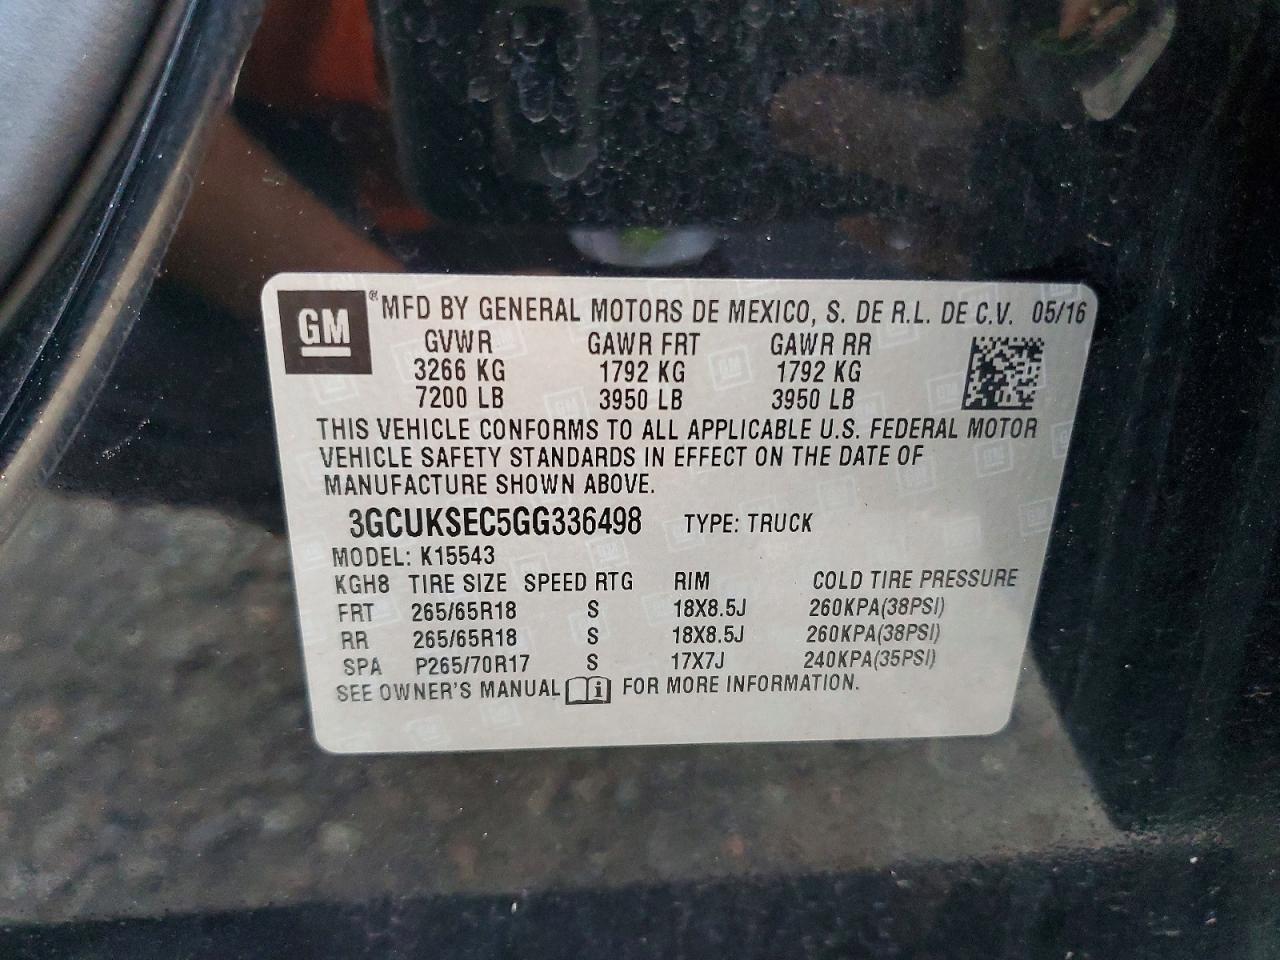 GM ® MFD BY GENERAL MOTORS DE MEXICO, S. DE R.L. DE C.V. 05/16
GVWR GAWR FRT GAWR RR
3266 KG 1792 KG 1792 KG
7200 LB 3950 LB 3950 LB
THIS VEHICLE CONFORMS TO ALL APPLICABLE U.S. FEDERAL MOTOR
VEHICLE SAFETY STANDARDS IN EFFECT ON THE DATE OF
MANUFACTURE SHOWN ABOVE.
3GCUKSEC5GG336498 TYPE: TRUCK
MODEL: K15543
KGH8 TIRE SIZE SPEED RTG RIM COLD TIRE PRESSURE
FRT 265/65R18 S 18X8.5J 260KPA(38PSI)
RR 265/65R18 S 18X8.5J 260KPA(38PSI)
SPA P265/70R17 S 17X7J 240KPA(35PSI)
SEE OWNER'S MANUAL i FOR MORE INFORMATION.